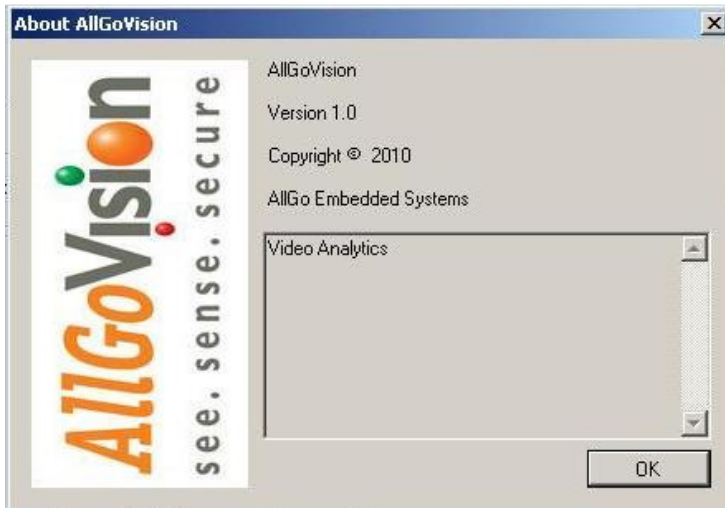 About AllGoVision
AllGoVision
see. sense. secure
AllGoVision
Version 1.0
Copyright © 2010
AllGo Embedded Systems
Video Analytics
OK